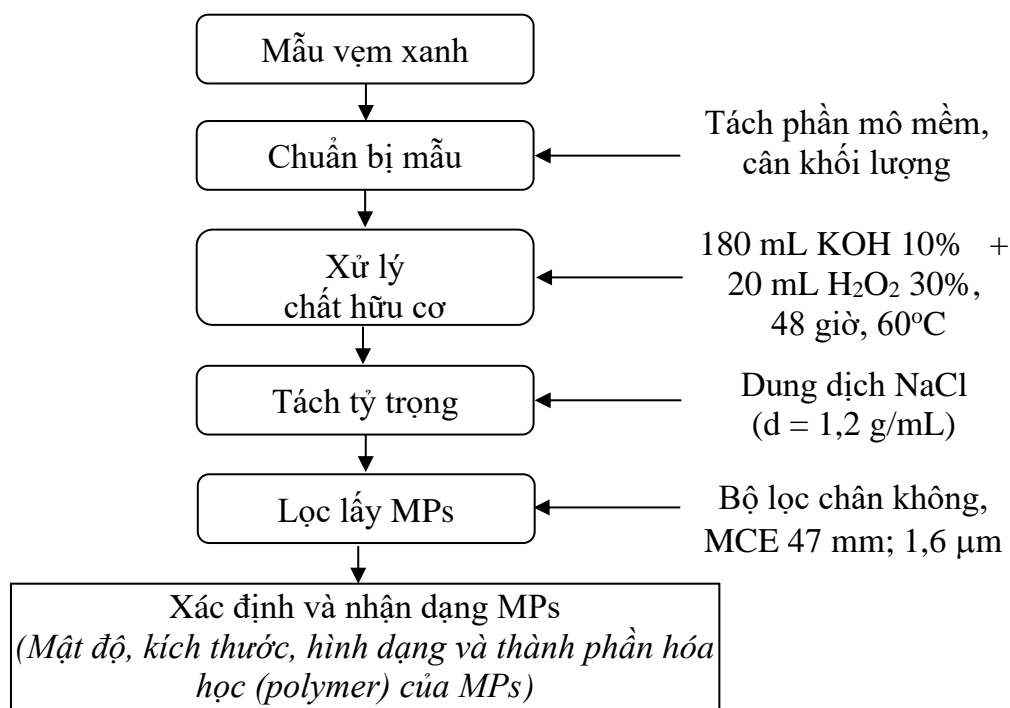 Mẫu vẹm xanh
Chuẩn bị mẫu
Tách phần mô mềm,
cân khối lượng
Xử lý
chất hữu cơ
180 mL KOH 10% +
20 mL H₂O₂ 30%,
48 giờ, 60°C
Tách tỷ trọng
Dung dịch NaCl
(d = 1,2 g/mL)
Lọc lấy MPs
Bộ lọc chân không,
MCE 47 mm; 1,6 μm
Xác định và nhận dạng MPs
(Mật độ, kích thước, hình dạng và thành phần hóa
học (polymer) của MPs)